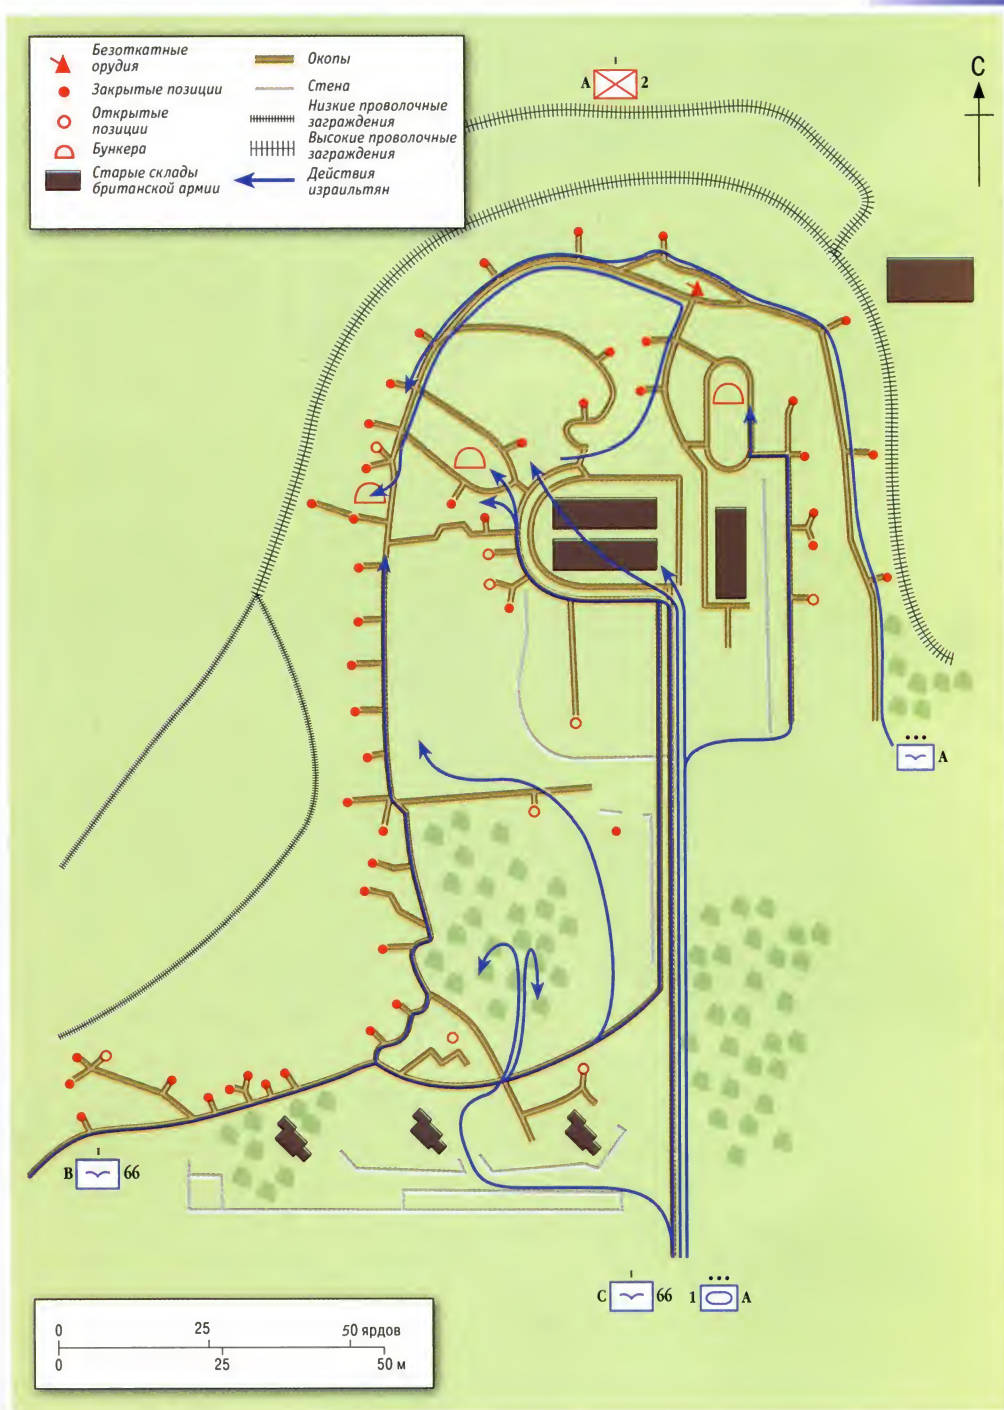 Безоткатные
орудия
Закрытые позиции
Открытые
позиции
Бункера
Старые склады
британской армии
Окопы
Стена
Низкие проволочные
заграждения
Высокие проволочные
заграждения
Действия
израильтян
A 2
С
A
B 66
C 66
1 A
0 25 50 ярдов
0 25 50 м